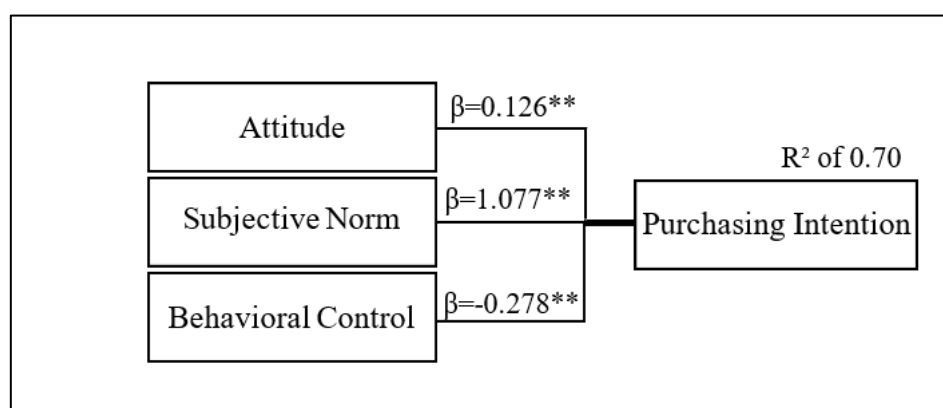 Attitude
β=0.126**
R² of 0.70
Subjective Norm
β=1.077**
Purchasing Intention
Behavioral Control
β=-0.278**